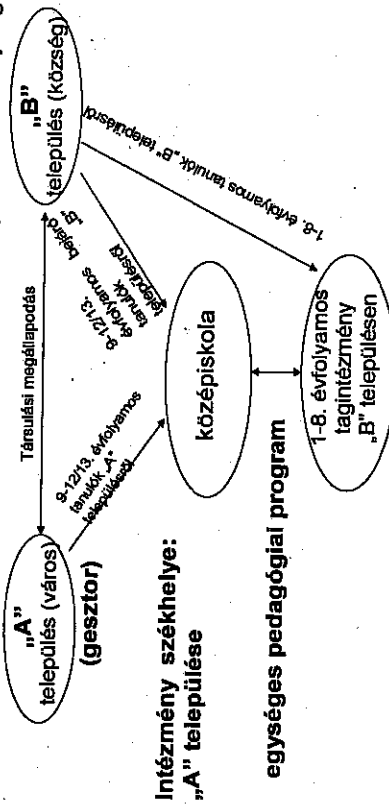 „A”
település (város)
(gesztor)
Társulási megállapodás
„B”
település (község)
9-12/13. évfolyamos
tanulók „A”
településről
9-12/13.
évfolyamos bejáró
tanulók „B”
településről
1-8. évfolyamos tanulók „B” településről
Intézmény székhelye:
„A” települése
középiskola
egységes pedagógiai program
1-8. évfolyamos
tagintézmény
„B” településen